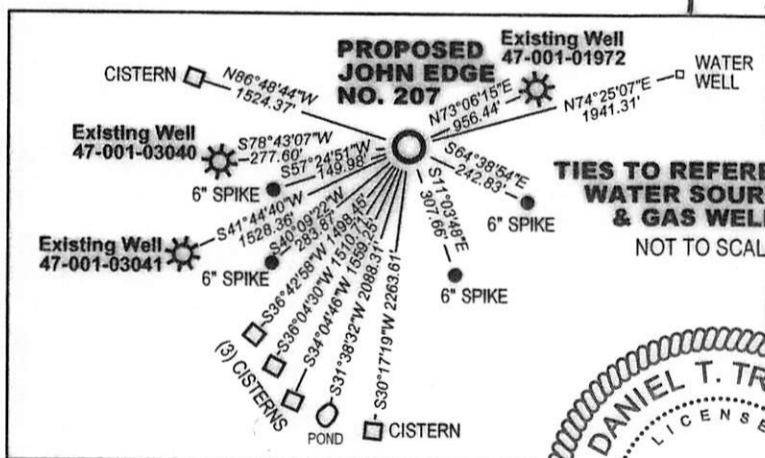 PROPOSED
JOHN EDGE
NO. 207
Existing Well
47-001-01972
CISTERN
N86°48'44"W
1524.37'
N73°06'15"E
956.44'
N74°25'07"E
1941.31'
WATER
WELL
Existing Well
47-001-03040
S78°43'07"W
277.60'
S57°24'51"W
149.98'
6" SPIKE
S64°38'54"E
242.83'
6" SPIKE
TIES TO REFERE
WATER SOUR
& GAS WELL
NOT TO SCAL
S11°03'48"E
307.66'
6" SPIKE
Existing Well
47-001-03041
S41°44'40"W
1528.36'
S40°09'22"W
283.87'
6" SPIKE
S36°42'58"W 1498.45'
S36°04'30"W 1510.71'
S34°04'46"W 1559.25'
S31°38'32"W 2088.31'
S30°17'19"W 2263.61'
(3) CISTERNS
POND
CISTERN
DANIEL T. TR
LICENSE